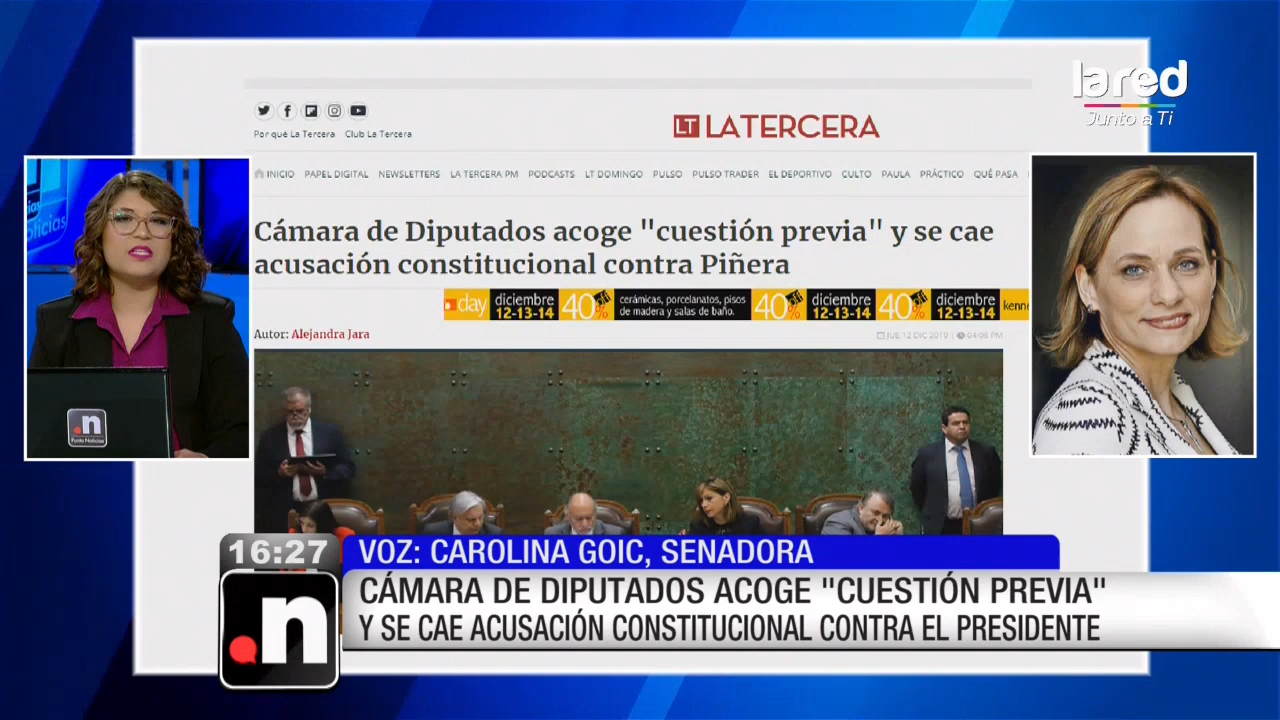 lared
Junto a Ti
Por qué La Tercera Club La Tercera
LT LATERCERA
INICIO PAPEL DIGITAL NEWSLETTERS LA TERCERA PM PODCASTS LT DOMINGO PULSO PULSO TRADER EL DEPORTIVO CULTO PAULA PRÁCTICO QUÉ PASA
Cámara de Diputados acoge "cuestión previa" y se cae
acusación constitucional contra Piñera
day diciembre 12-13-14 40% cerámicas, porcelanatos, pisos de madera y salas de baño. 40% diciembre 12-13-14 40% diciembre 12-13-14
Autor: Alejandra Jara
JUE 12 DIC 2019 | 04:06 PM
Noticias
.n
Punto Noticias
16:27
VOZ: CAROLINA GOIC, SENADORA
.n
CÁMARA DE DIPUTADOS ACOGE "CUESTIÓN PREVIA"
Y SE CAE ACUSACIÓN CONSTITUCIONAL CONTRA EL PRESIDENTE